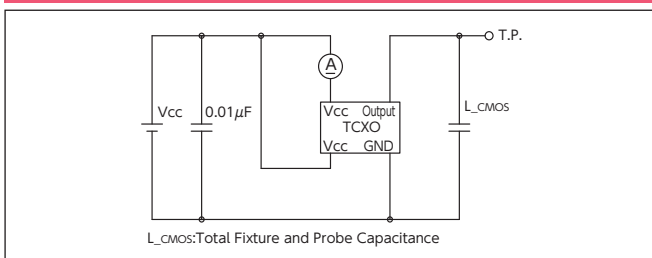 T.P.
A
Vcc
0.01μF
Vcc Output
L_CMOS
TCXO
Vcc GND
L_CMOS:Total Fixture and Probe Capacitance